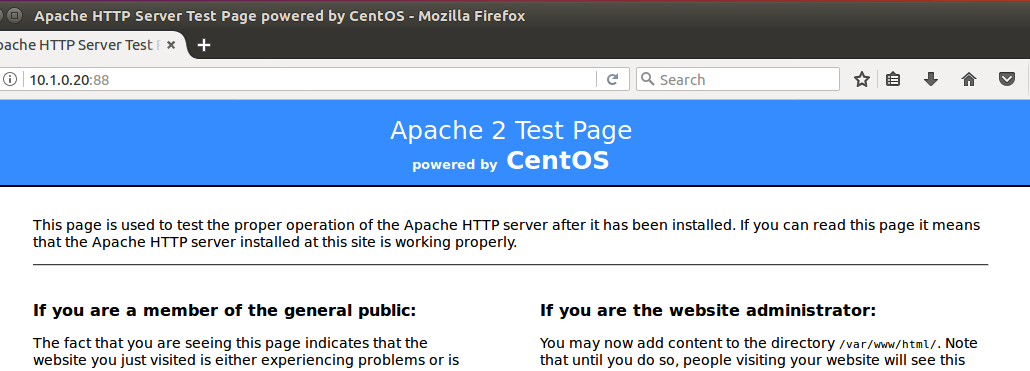 Apache HTTP Server Test Page powered by CentOS - Mozilla Firefox
pache HTTP Server Test
10.1.0.20:88
Search
Apache 2 Test Page
powered by CentOS
This page is used to test the proper operation of the Apache HTTP server after it has been installed. If you can read this page it means
that the Apache HTTP server installed at this site is working properly.
If you are a member of the general public:
The fact that you are seeing this page indicates that the
website you just visited is either experiencing problems or is
If you are the website administrator:
You may now add content to the directory /var/www/html/. Note
that until you do so, people visiting your website will see this